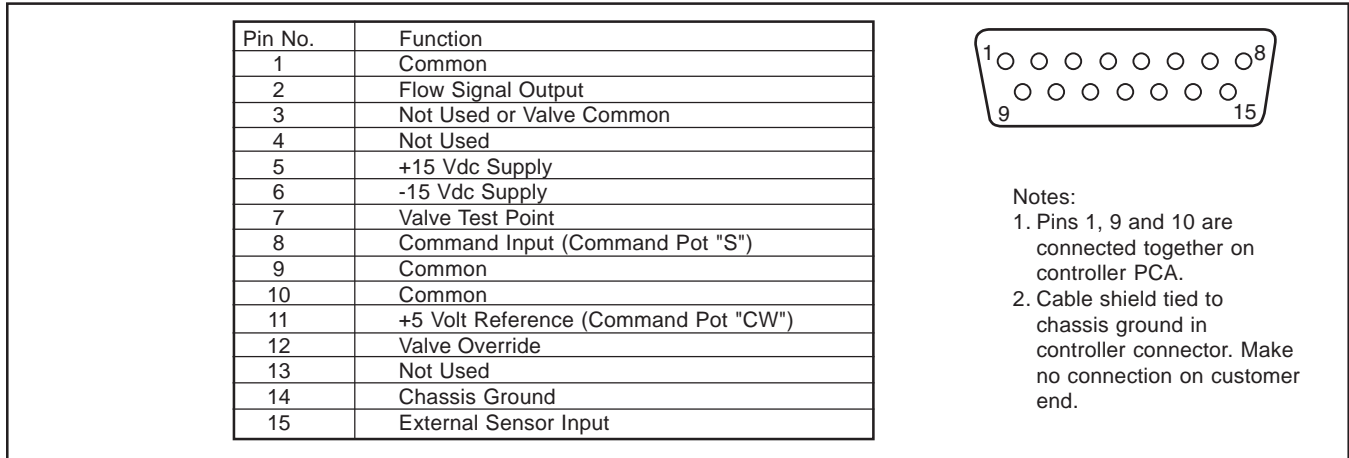 Pin No. Function
1 Common
2 Flow Signal Output
3 Not Used or Valve Common
4 Not Used
5 +15 Vdc Supply
6 -15 Vdc Supply
7 Valve Test Point
8 Command Input (Command Pot "S")
9 Common
10 Common
11 +5 Volt Reference (Command Pot "CW")
12 Valve Override
13 Not Used
14 Chassis Ground
15 External Sensor Input
1 8
9 15
Notes:
1. Pins 1, 9 and 10 are
connected together on
controller PCA.
2. Cable shield tied to
chassis ground in
controller connector. Make
no connection on customer
end.